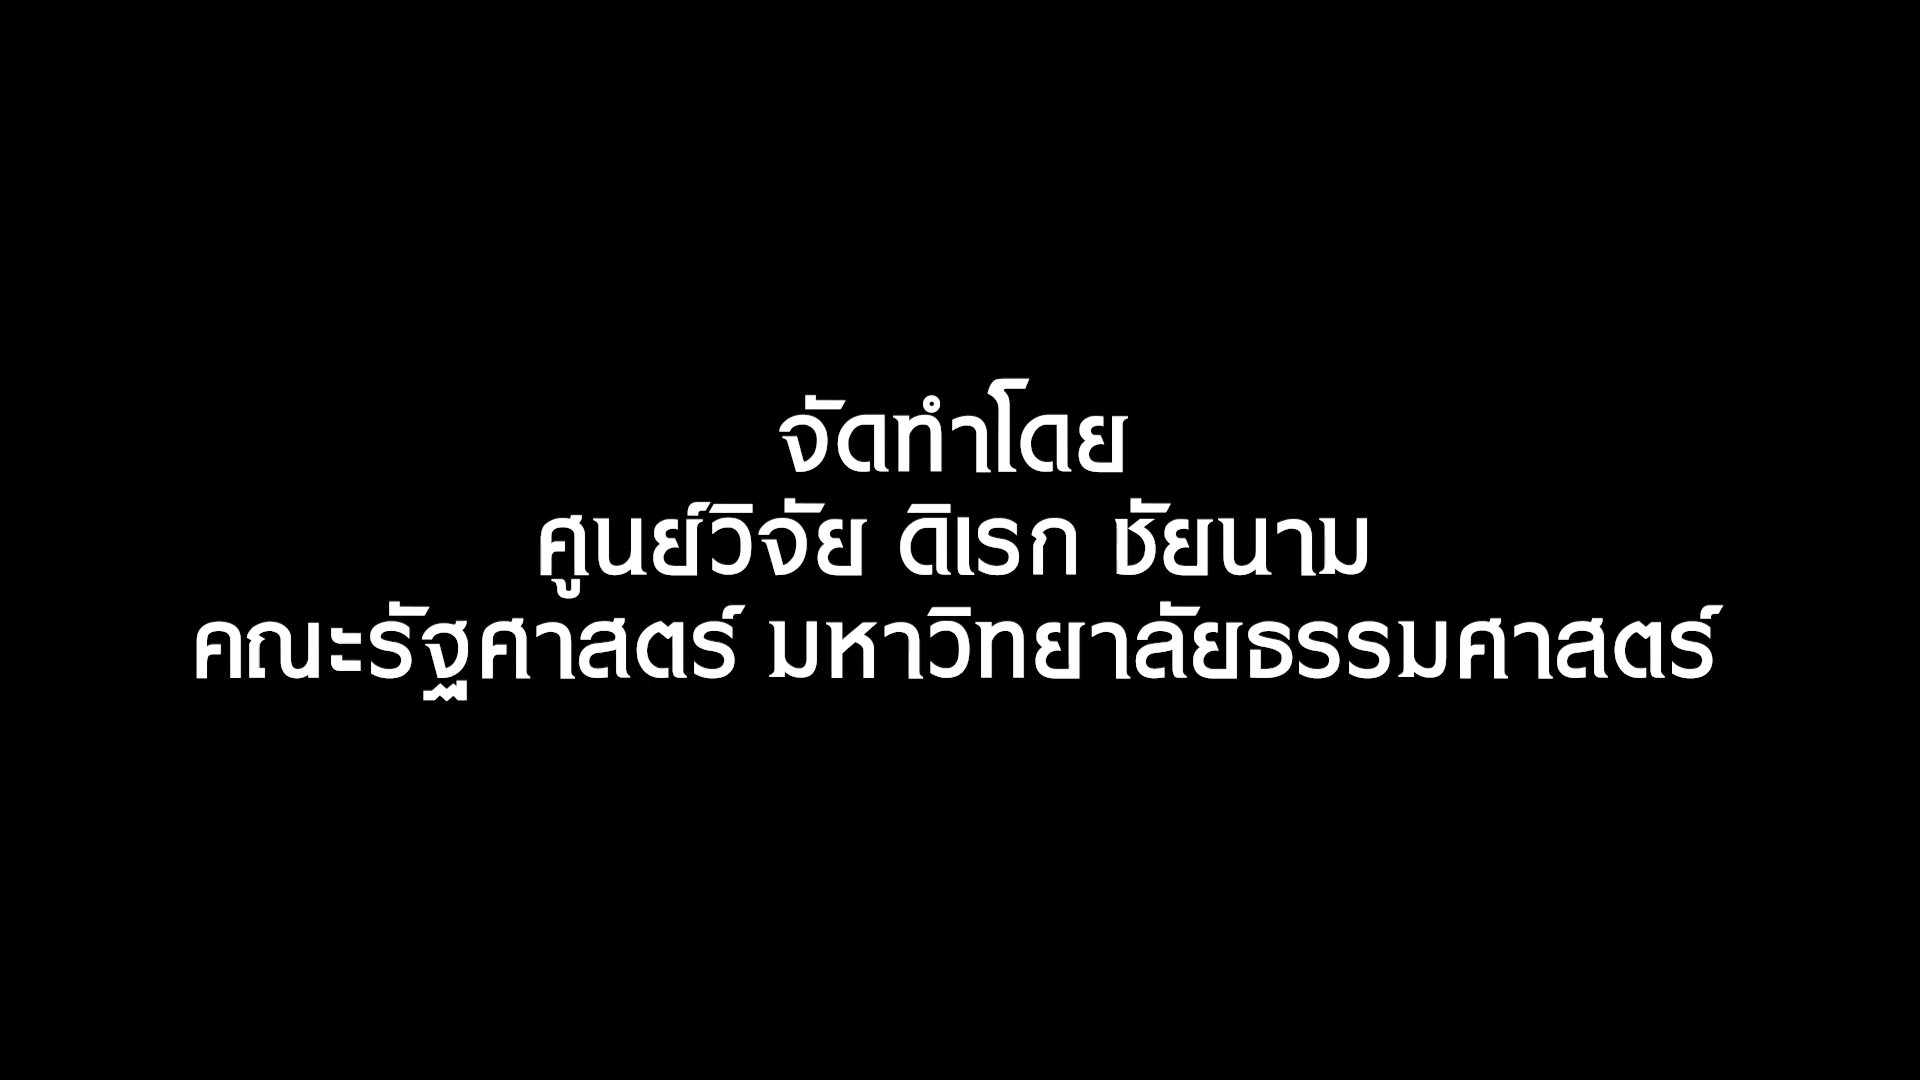 จัดทำโดย
ศูนย์วิจัย ดิเรก ชัยนาม
คณะรัฐศาสตร์ มหาวิทยาลัยธรรมศาสตร์